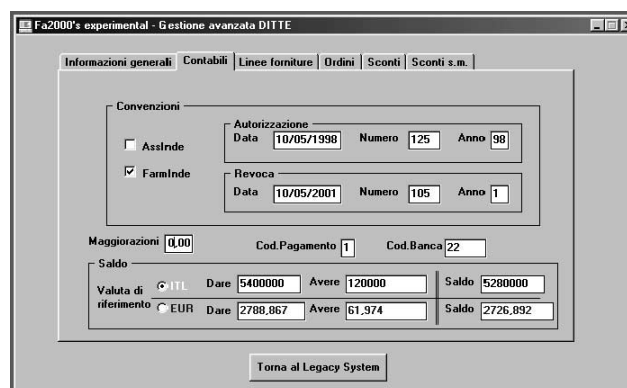 Fa2000's experimental - Gestione avanzata DITTE
Informazioni generali Contabili Linee forniture Ordini Sconti Sconti s.m.
Convenzioni
AssInde
FarmInde
Autorizzazione
Data 10/05/1998 Numero 125 Anno 98
Revoca
Data 10/05/2001 Numero 105 Anno 1
Maggiorazioni 0,00 Cod.Pagamento 1 Cod.Banca 22
Saldo
Valuta di riferimento
ITL Dare 5400000 Avere 120000 Saldo 5280000
EUR Dare 2788,867 Avere 61,974 Saldo 2726,892
Torna al Legacy System